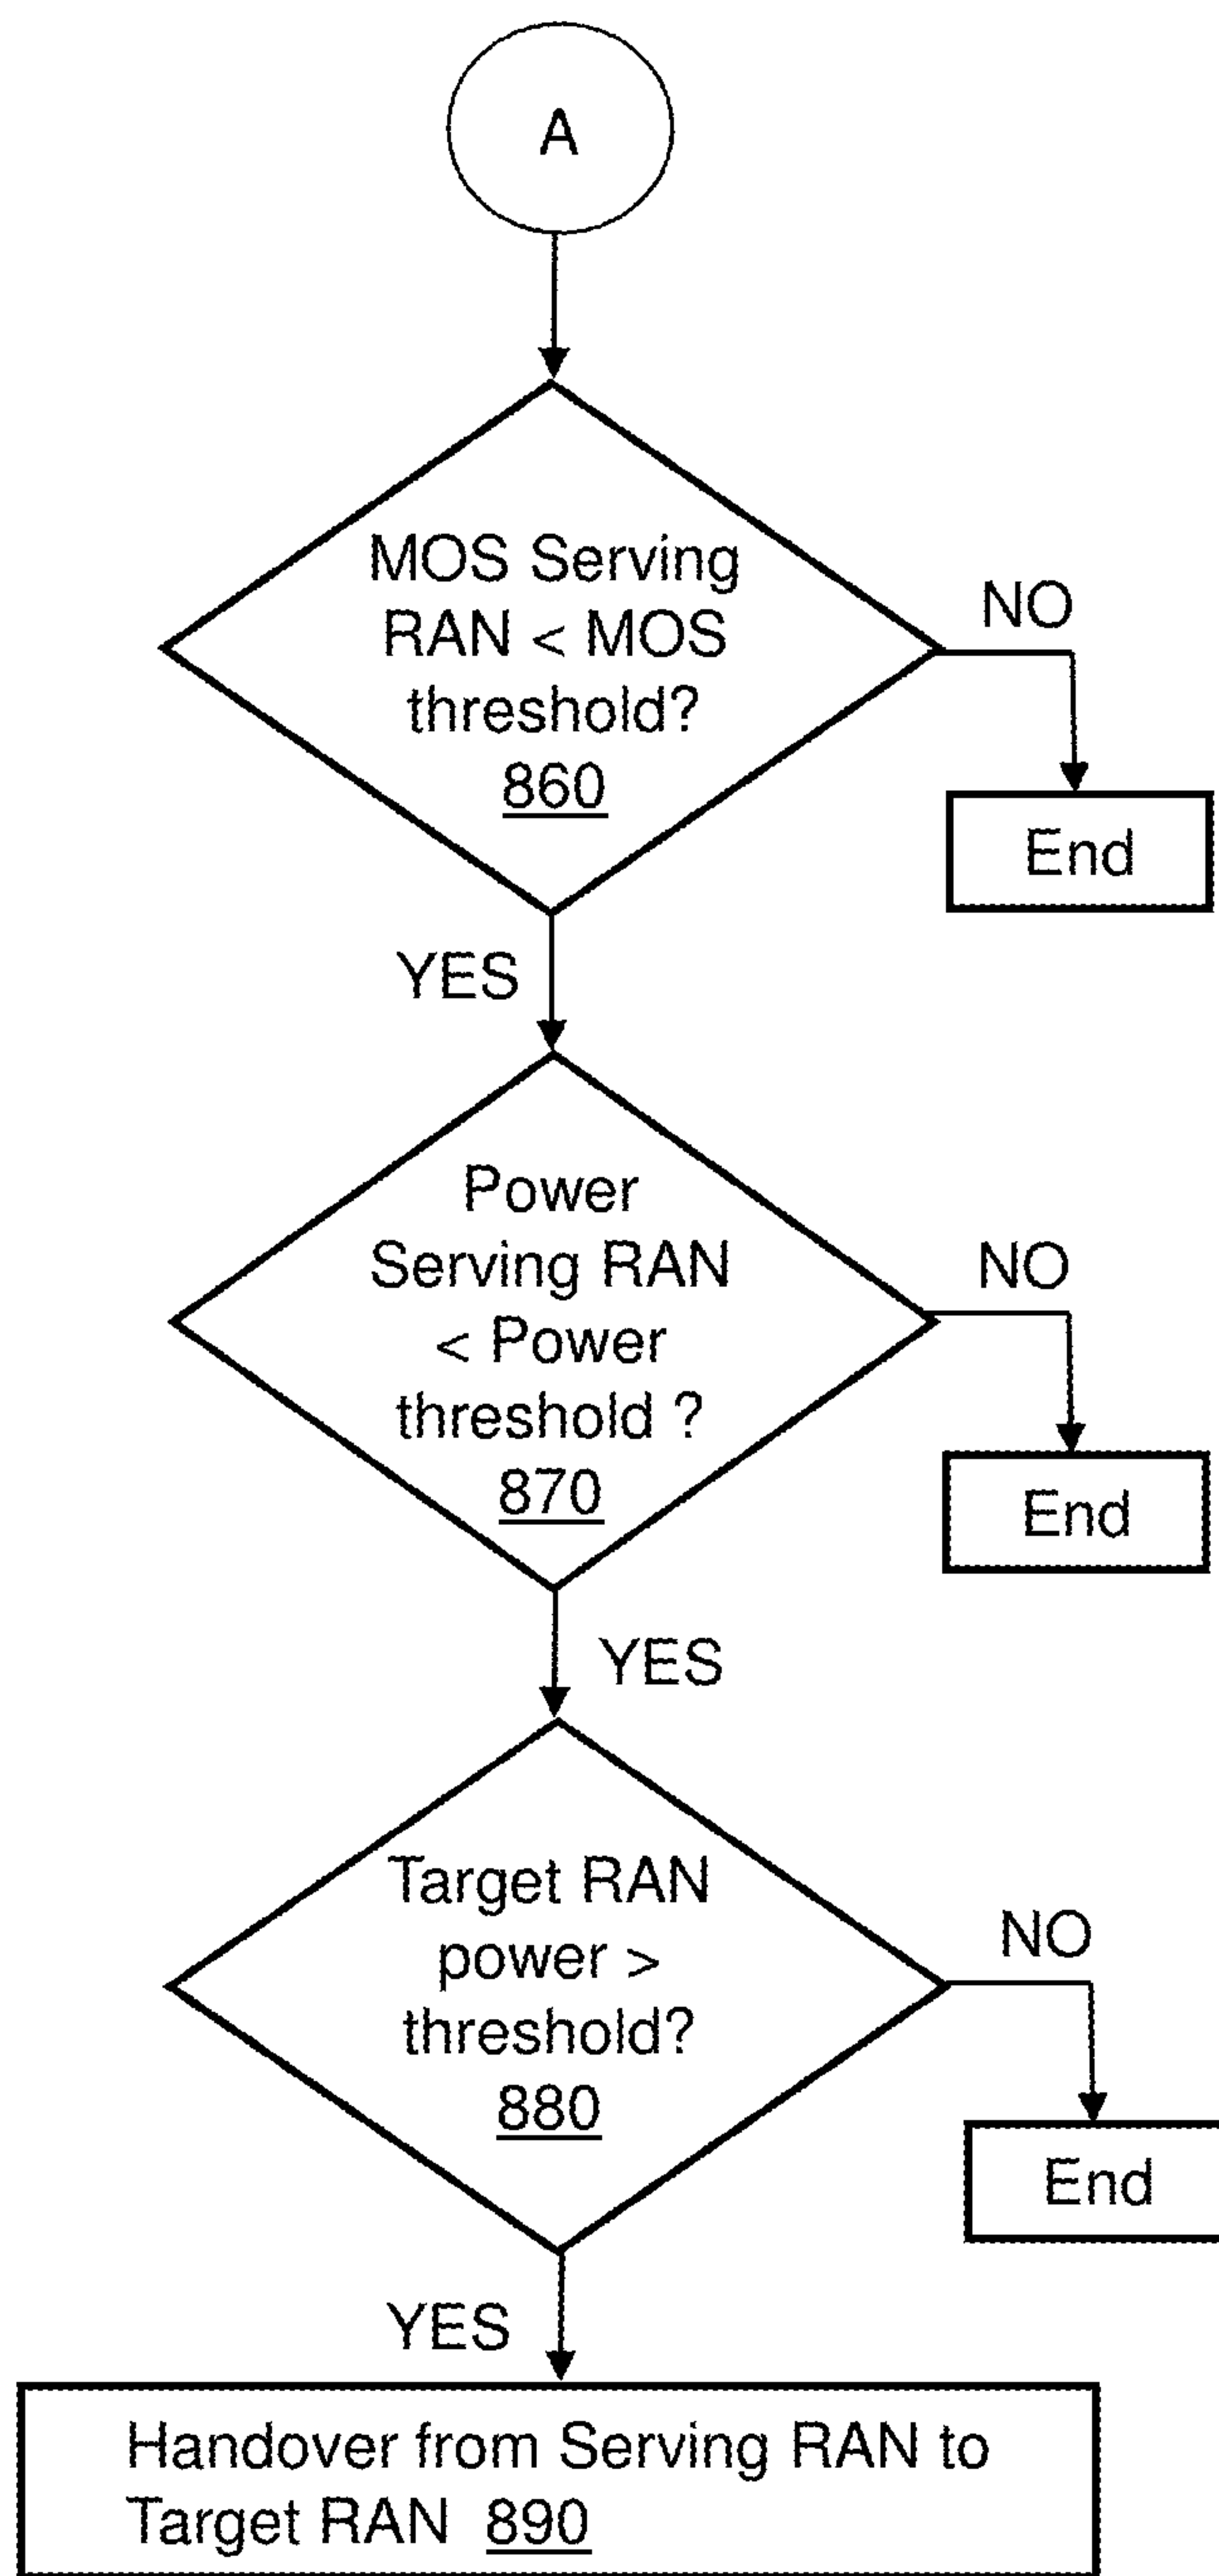 A
MOS Serving
RAN < MOS
threshold?
860
NO
End
YES
Power
Serving RAN
< Power
threshold ?
870
NO
End
YES
Target RAN
power >
threshold?
880
NO
End
YES
Handover from Serving RAN to
Target RAN 890